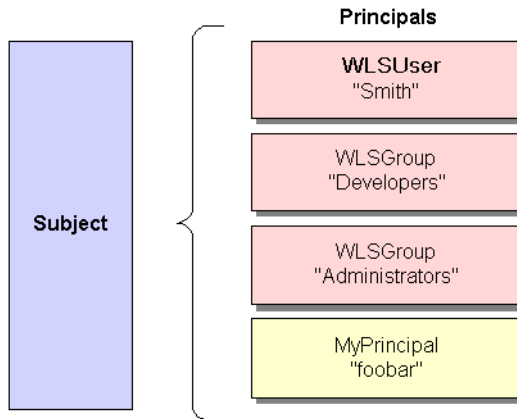 Principals
WLSUser
"Smith"
WLSGroup
"Developers"
Subject
WLSGroup
"Administrators"
MyPrincipal
"foobar"